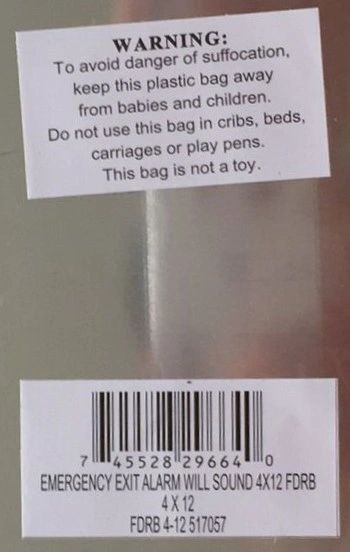 WARNING:
To avoid danger of suffocation,
keep this plastic bag away
from babies and children.
Do not use this bag in cribs, beds,
carriages or play pens.
This bag is not a toy.
7 45528 29664 0
EMERGENCY EXIT ALARM WILL SOUND 4X12 FDRB
4 X 12
FDRB 4-12 517057